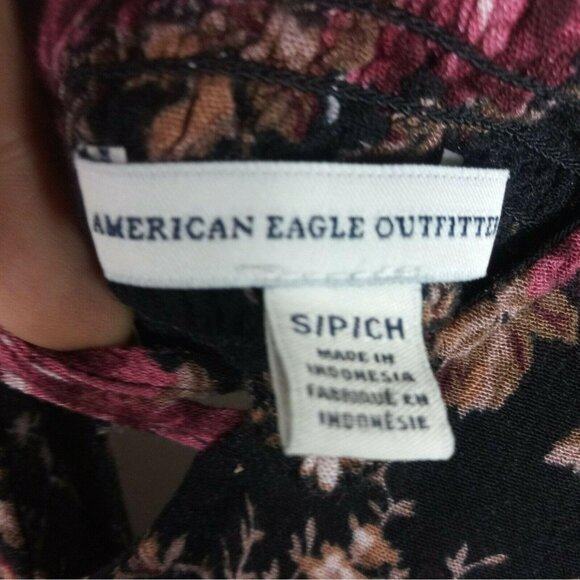 AMERICAN EAGLE OUTFITTE
S/P/CH
MADE IN
INDONESIA
FABRIQUÉ EN
INDONÉSIE